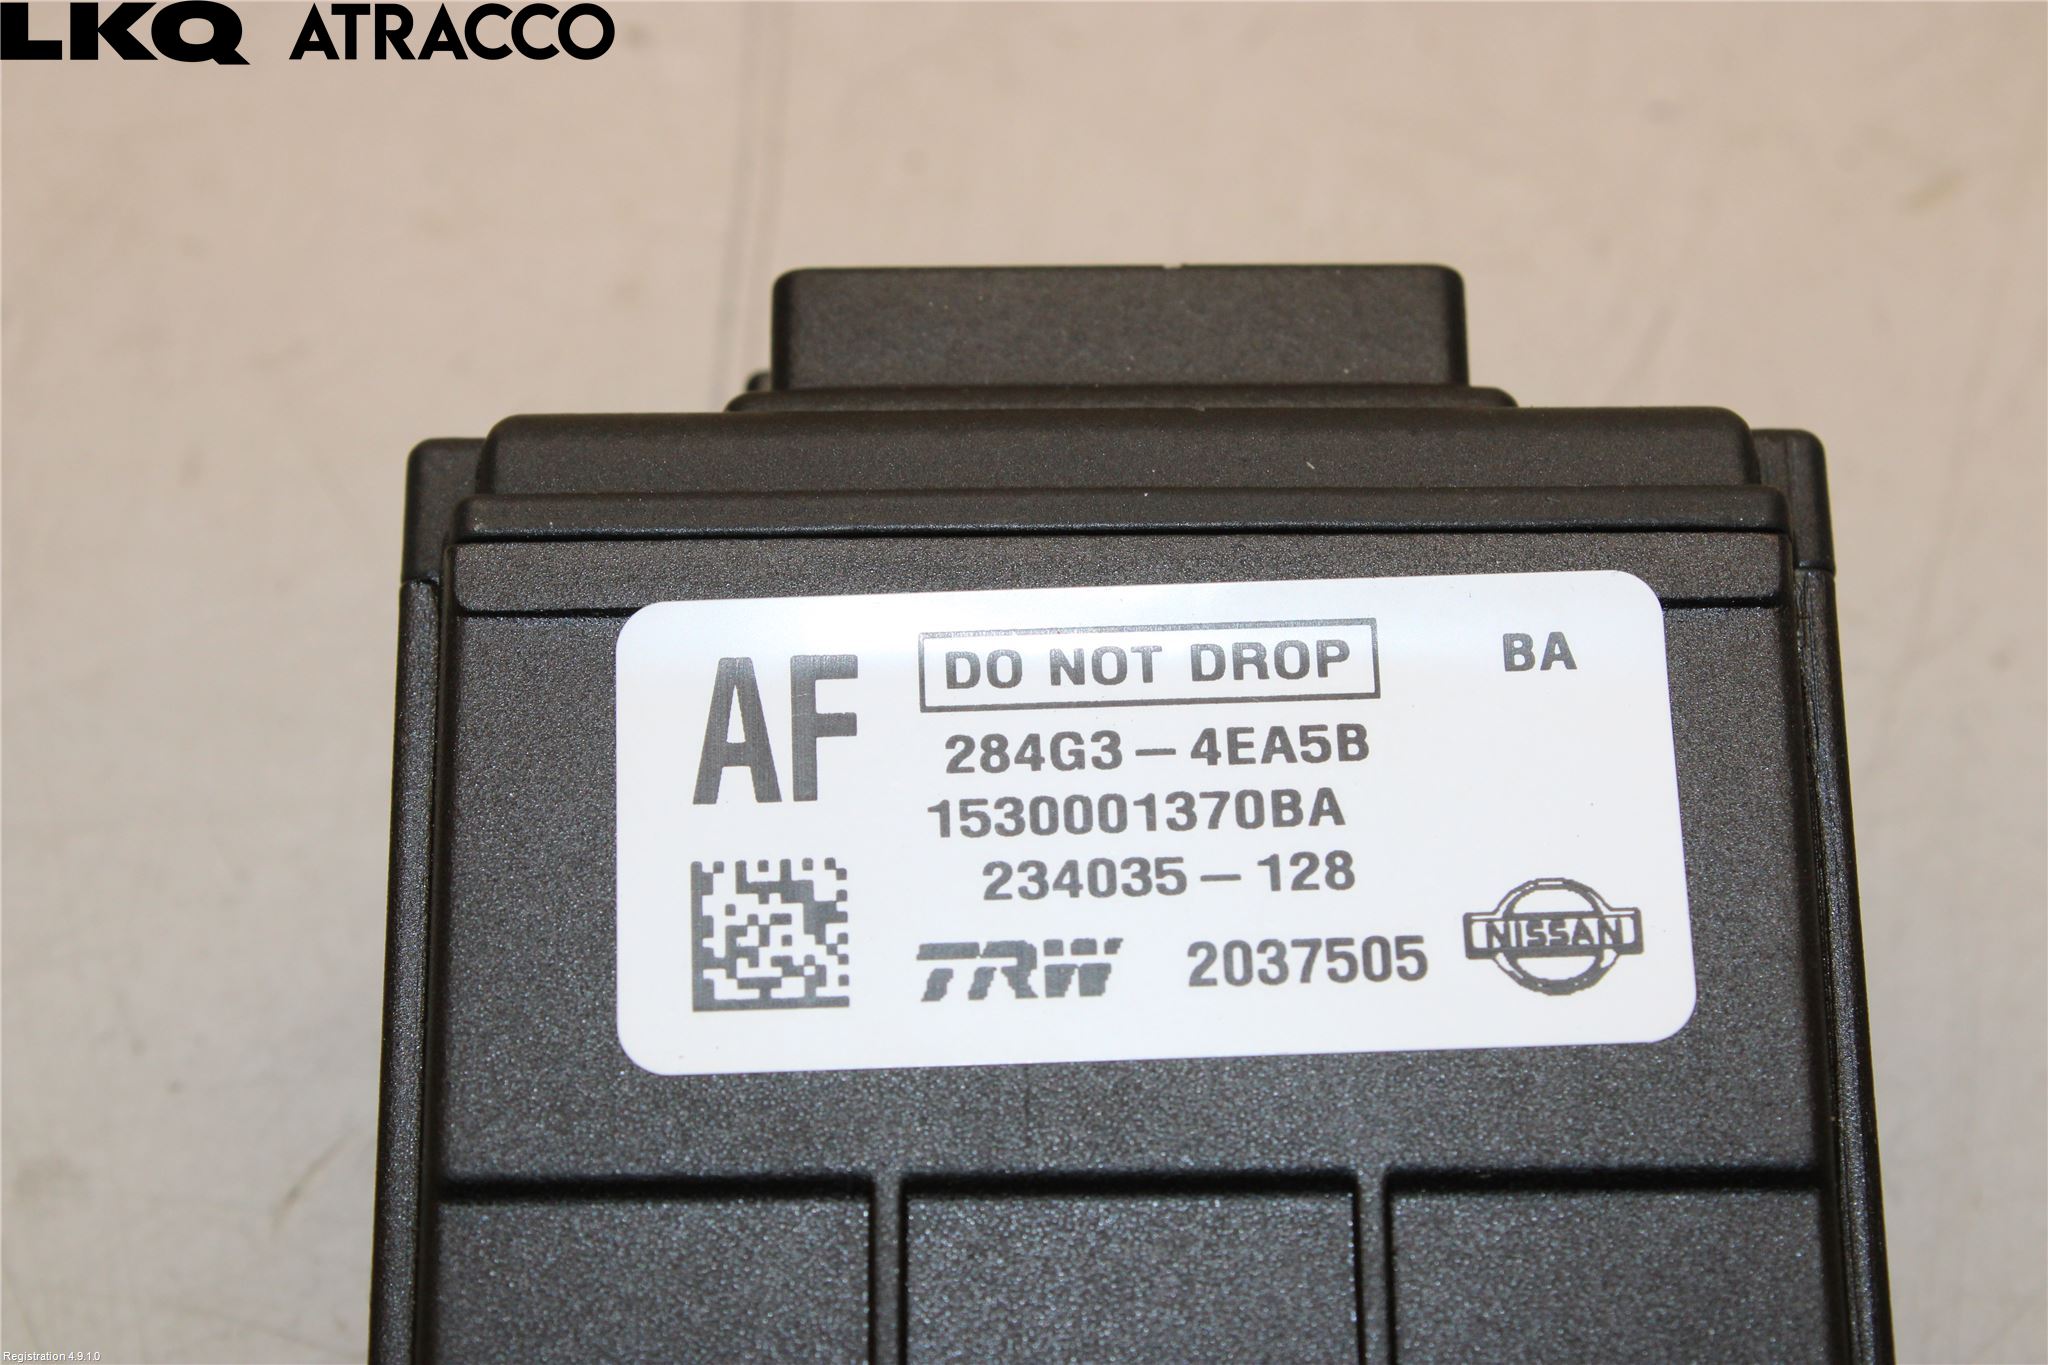 LKQ ATRACCO
AF
DO NOT DROP
BA
284G3-4EA5B
1530001370BA
234035-128
TRW 2037505 NISSAN
Registration 4.9.1.0